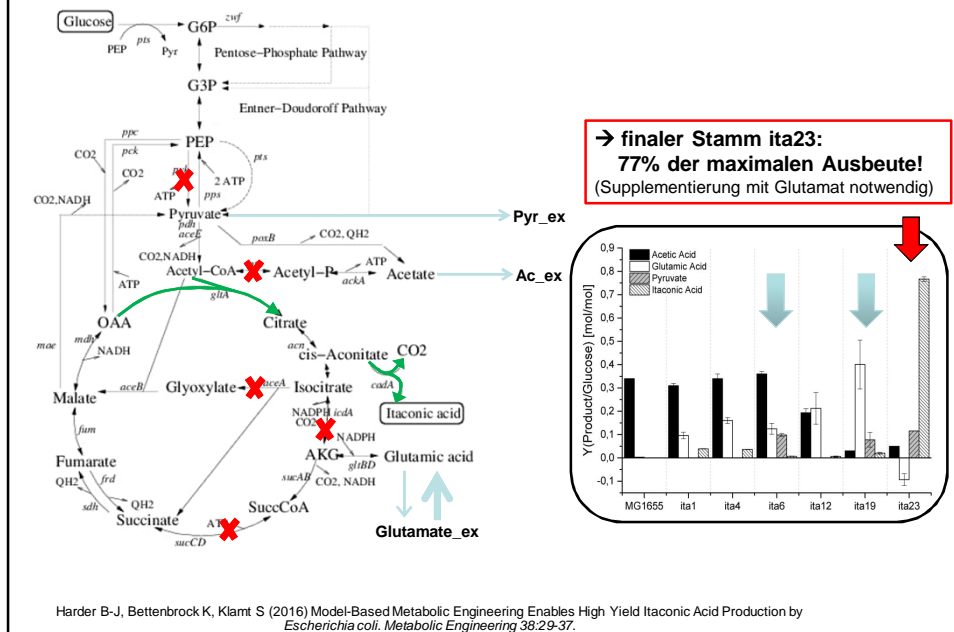 Glucose
G6P
zwf
PEP
pts
Pyr
Pentose−Phosphate Pathway
G3P
Entner−Doudoroff Pathway
ppc
pck
PEP
pts
CO2
CO2
2 ATP
ATP
pps
CO2,NADH
Pyruvate
Pyr_ex
pdh
aceE
poxB
CO2, QH2
CO2,NADH
ATP
Acetyl−CoA
Acetyl−P
Acetate
Ac_ex
ackA
ATP
gltA
OAA
Citrate
mae
mdh
NADH
acn
cis−Aconitate
CO2
cadA
aceB
Glyoxylate
aceA
Isocitrate
Malate
NADPH
icdA
CO2
Itaconic acid
fum
NADPH
AKG
Glutamic acid
gltBD
Fumarate
sucAB
CO2, NADH
QH2
frd
SuccCoA
sdh
QH2
Succinate
Glutamate_ex
sucCD
→ finaler Stamm ita23:
77% der maximalen Ausbeute!
(Supplementierung mit Glutamat notwendig)
Y(Product/Glucose) [mol/mol]
0,9
0,8
0,7
0,6
0,5
0,4
0,3
0,2
0,1
0,0
-0,1
Acetic Acid
Glutamic Acid
Pyruvate
Itaconic Acid
MG1655 ita1 ita4 ita6 ita12 ita19 ita23
Harder B-J, Bettenbrock K, Klamt S (2016) Model-Based Metabolic Engineering Enables High Yield Itaconic Acid Production by
Escherichia coli. Metabolic Engineering 38:29-37.